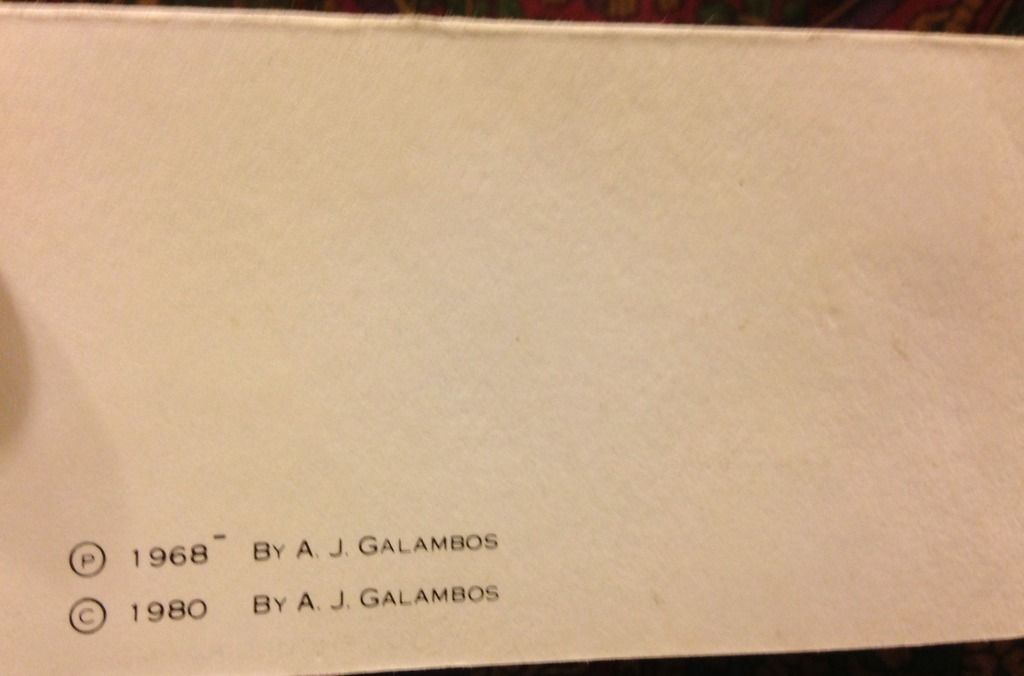 Ⓟ 1968⁻ BY A. J. GALAMBOS
© 1980 BY A. J. GALAMBOS